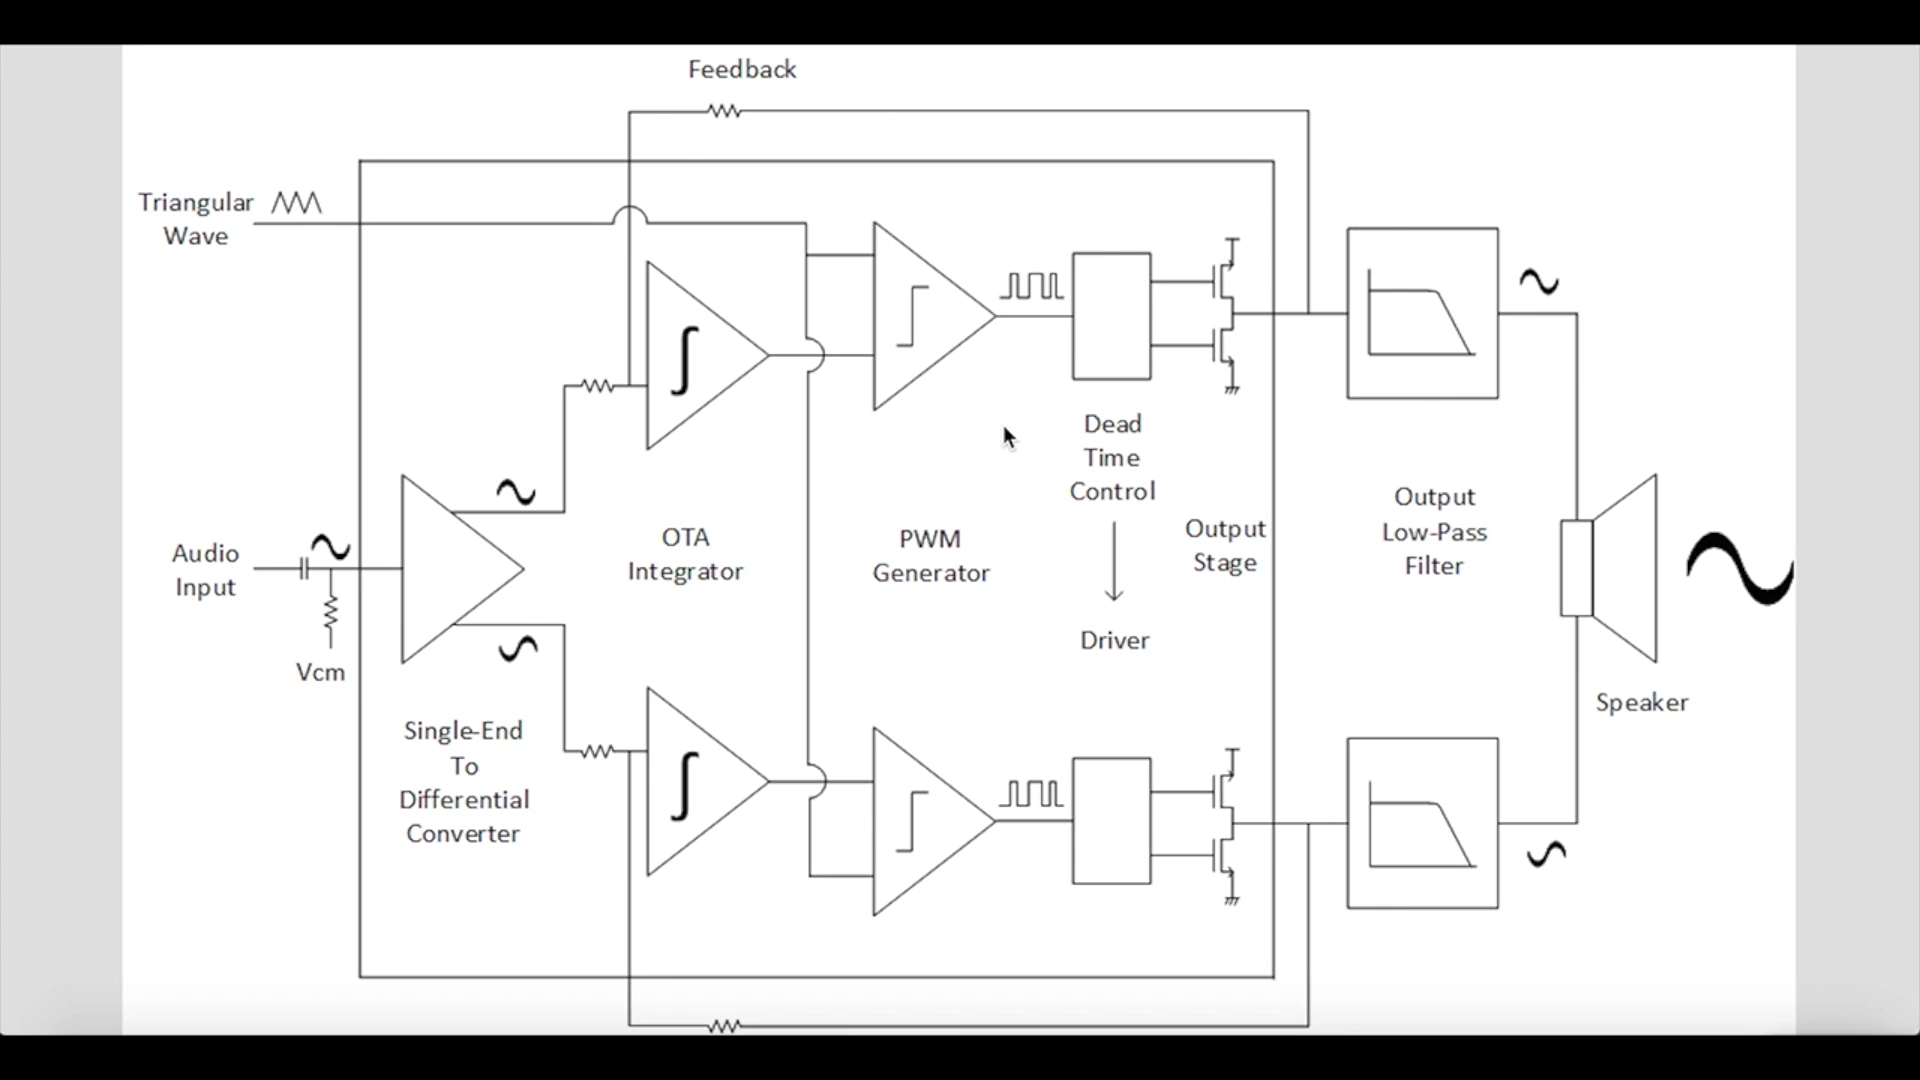 Feedback
Triangular
Wave
Audio
Input
Vcm
Single-End
To
Differential
Converter
OTA
Integrator
PWM
Generator
Dead
Time
Control
Driver
Output
Stage
Output
Low-Pass
Filter
Speaker